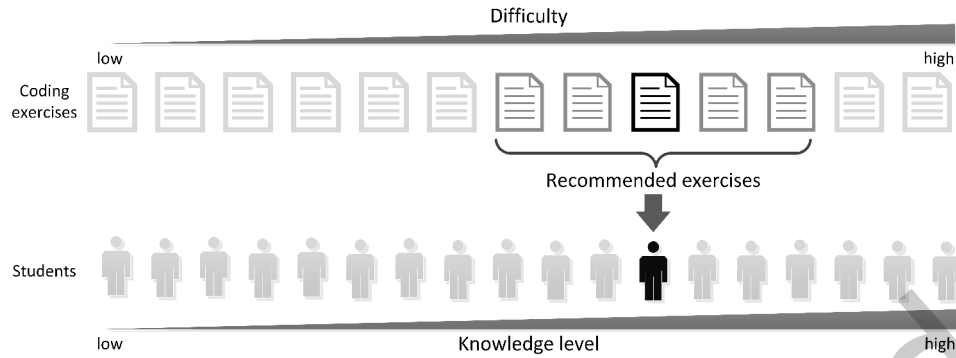 Difficulty
low high
Coding
exercises
Recommended exercises
Students
low Knowledge level high